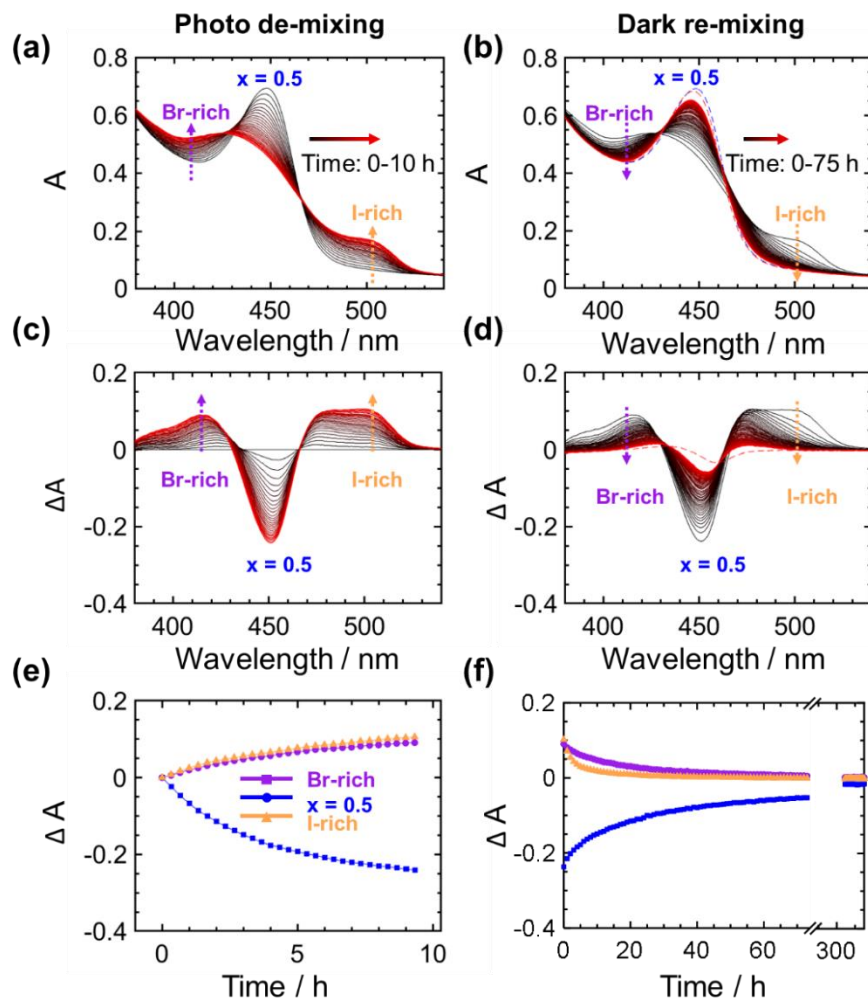 Photo de-mixing
Dark re-mixing
(a)
0.8
0.6
0.4
0.2
0
A
x = 0.5
Br-rich
Time: 0-10 h
I-rich
400
450
500
Wavelength / nm
(b)
0.8
0.6
0.4
0.2
0
A
x = 0.5
Br-rich
Time: 0-75 h
I-rich
400
450
500
Wavelength / nm
(c)
0.2
0
-0.2
-0.4
ΔA
Br-rich
I-rich
x = 0.5
400
450
500
Wavelength / nm
(d)
0.2
0
-0.2
-0.4
Δ A
Br-rich
I-rich
x = 0.5
400
450
500
Wavelength / nm
(e)
0.2
0
-0.2
-0.4
Δ A
Br-rich
x = 0.5
I-rich
0
5
10
Time / h
(f)
0.2
0
-0.2
-0.4
Δ A
0
20
40
60
300
Time / h